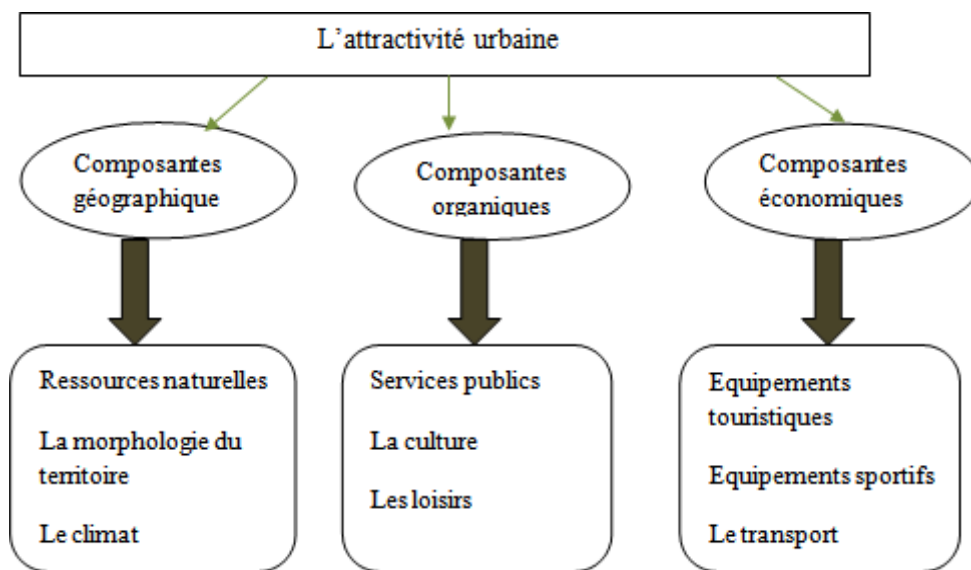 L'attractivité urbaine
Composantes
géographique
Composantes
organiques
Composantes
économiques
Ressources naturelles
La morphologie du
territoire
Le climat
Services publics
La culture
Les loisirs
Equipements
touristiques
Equipements sportifs
Le transport